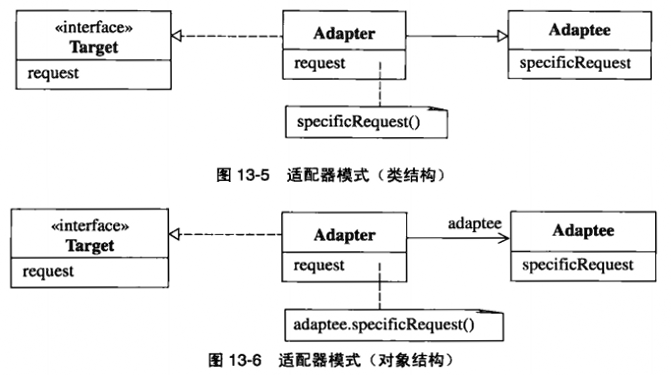 «interface»
Target
request
Adapter
request
Adaptee
specificRequest
specificRequest()
图 13-5 适配器模式（类结构）
«interface»
Target
request
Adapter
request
adaptee
Adaptee
specificRequest
adaptee.specificRequest()
图 13-6 适配器模式（对象结构）